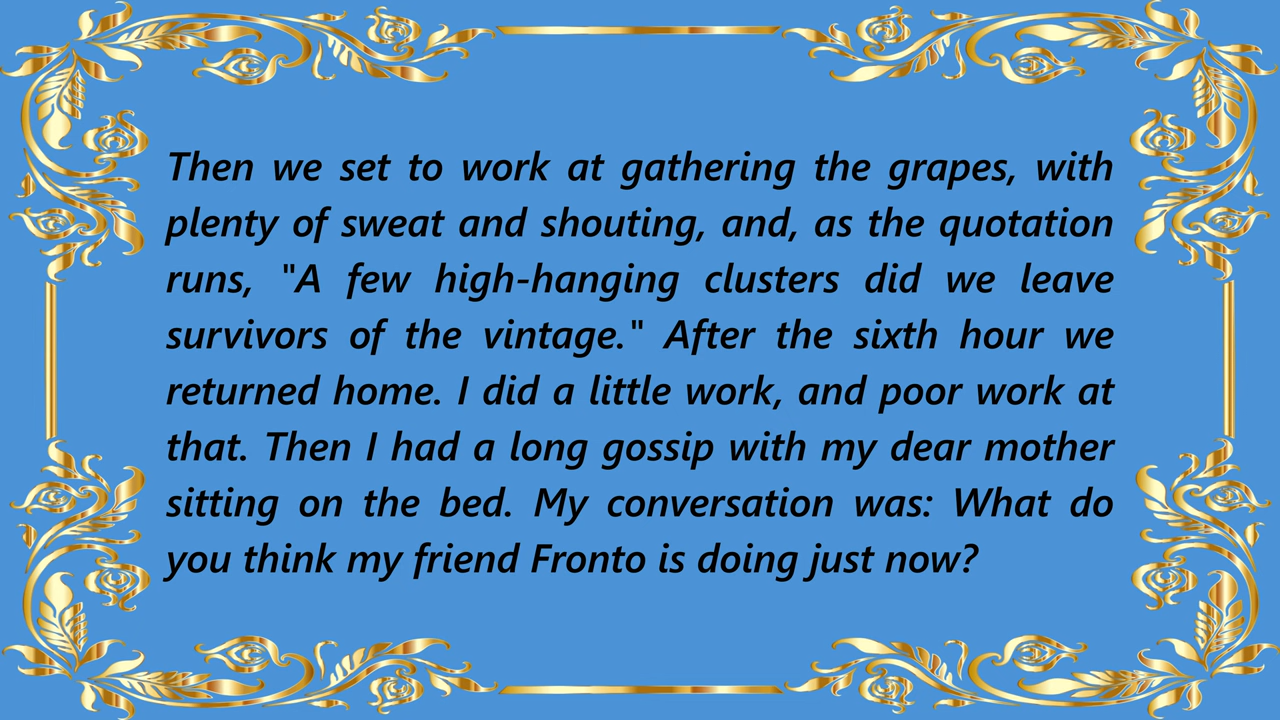 Then we set to work at gathering the grapes, with
plenty of sweat and shouting, and, as the quotation
runs, "A few high-hanging clusters did we leave
survivors of the vintage." After the sixth hour we
returned home. I did a little work, and poor work at
that. Then I had a long gossip with my dear mother
sitting on the bed. My conversation was: What do
you think my friend Fronto is doing just now?